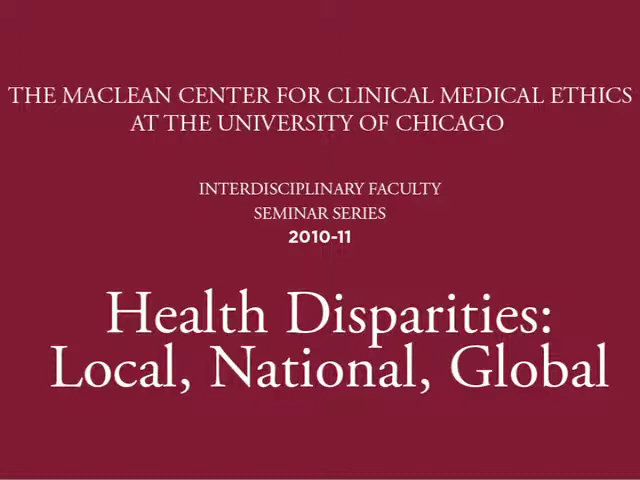 THE MACLEAN CENTER FOR CLINICAL MEDICAL ETHICS
AT THE UNIVERSITY OF CHICAGO
INTERDISCIPLINARY FACULTY
SEMINAR SERIES
2010-11
Health Disparities:
Local, National, Global